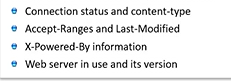 Connection status and content-type
Accept-Ranges and Last-Modified
X-Powered-By information
Web server in use and its version